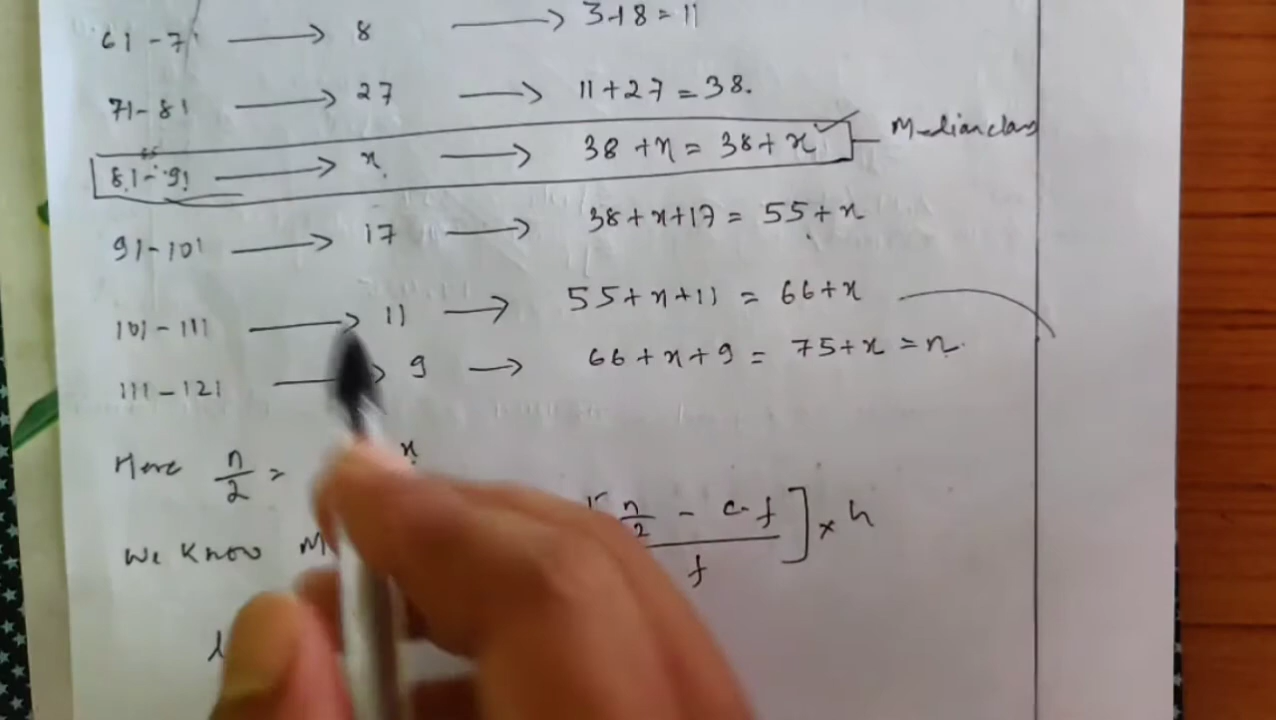 61-71 → 8 → 3+8 = 11
71-81 → 27 → 11+27 = 38.
81-91 → x → 38+x = 38+x Median class
91-101 → 17 → 38+x+17 = 55+x
101-111 → 11 → 55+x+11 = 66+x
111-121 → 9 → 66+x+9 = 75+x = n
Here n/2 = x
We Know M [n/2 - c.f / f] × h
l